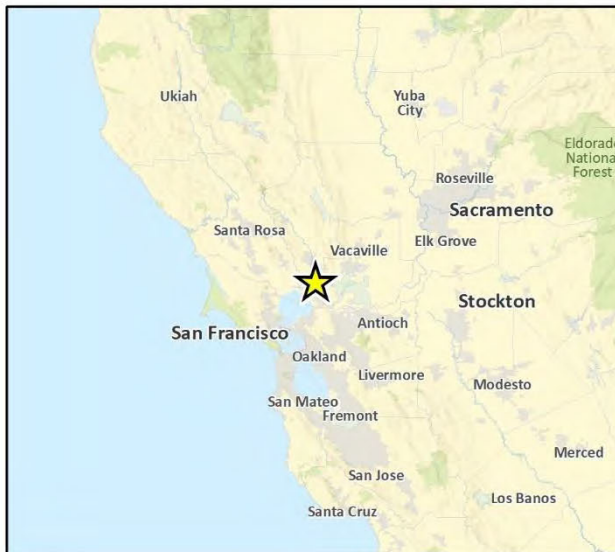 Ukiah
Yuba
City
Eldorado
National
Forest
Roseville
Sacramento
Santa Rosa
Elk Grove
Vacaville
Stockton
Antioch
San Francisco
Oakland
Livermore
Modesto
San Mateo
Fremont
Merced
San Jose
Los Banos
Santa Cruz